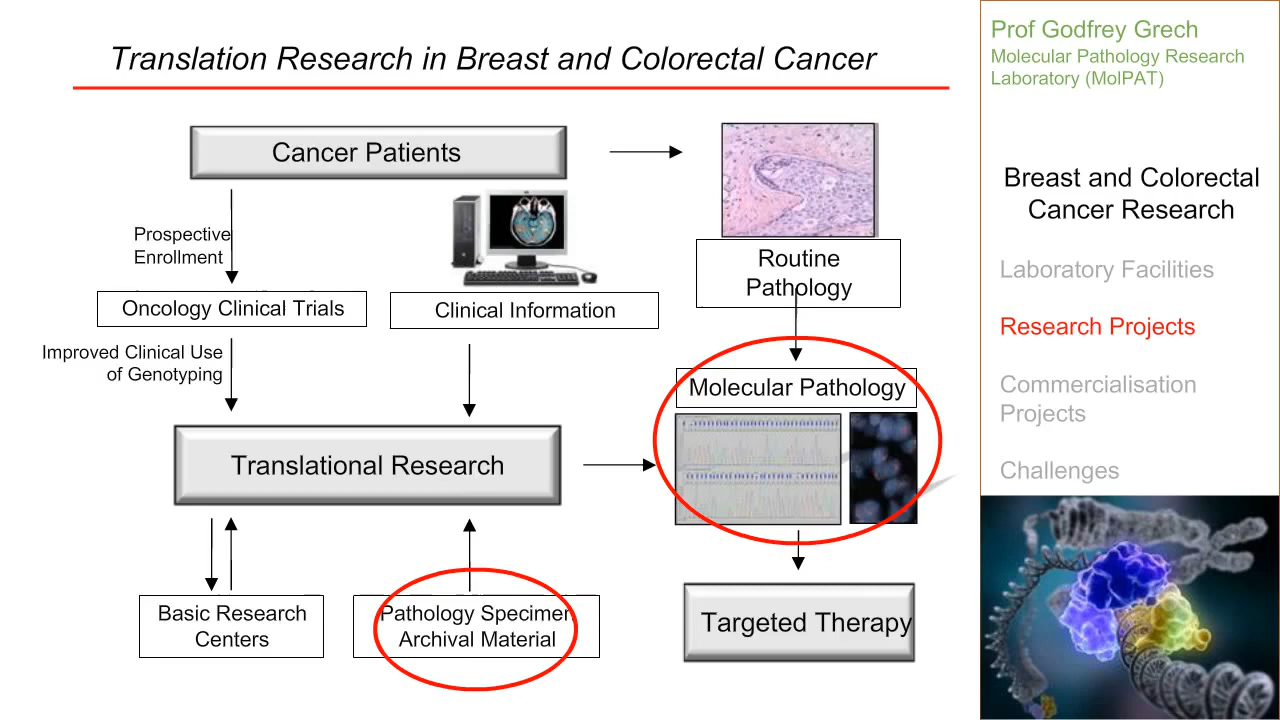 Translation Research in Breast and Colorectal Cancer
Cancer Patients
Prospective
Enrollment
Oncology Clinical Trials
Clinical Information
Routine
Pathology
Improved Clinical Use
of Genotyping
Molecular Pathology
Translational Research
Basic Research
Centers
Pathology Specimen
Archival Material
Targeted Therapy
Prof Godfrey Grech
Molecular Pathology Research
Laboratory (MolPAT)
Breast and Colorectal
Cancer Research
Laboratory Facilities
Research Projects
Commercialisation
Projects
Challenges